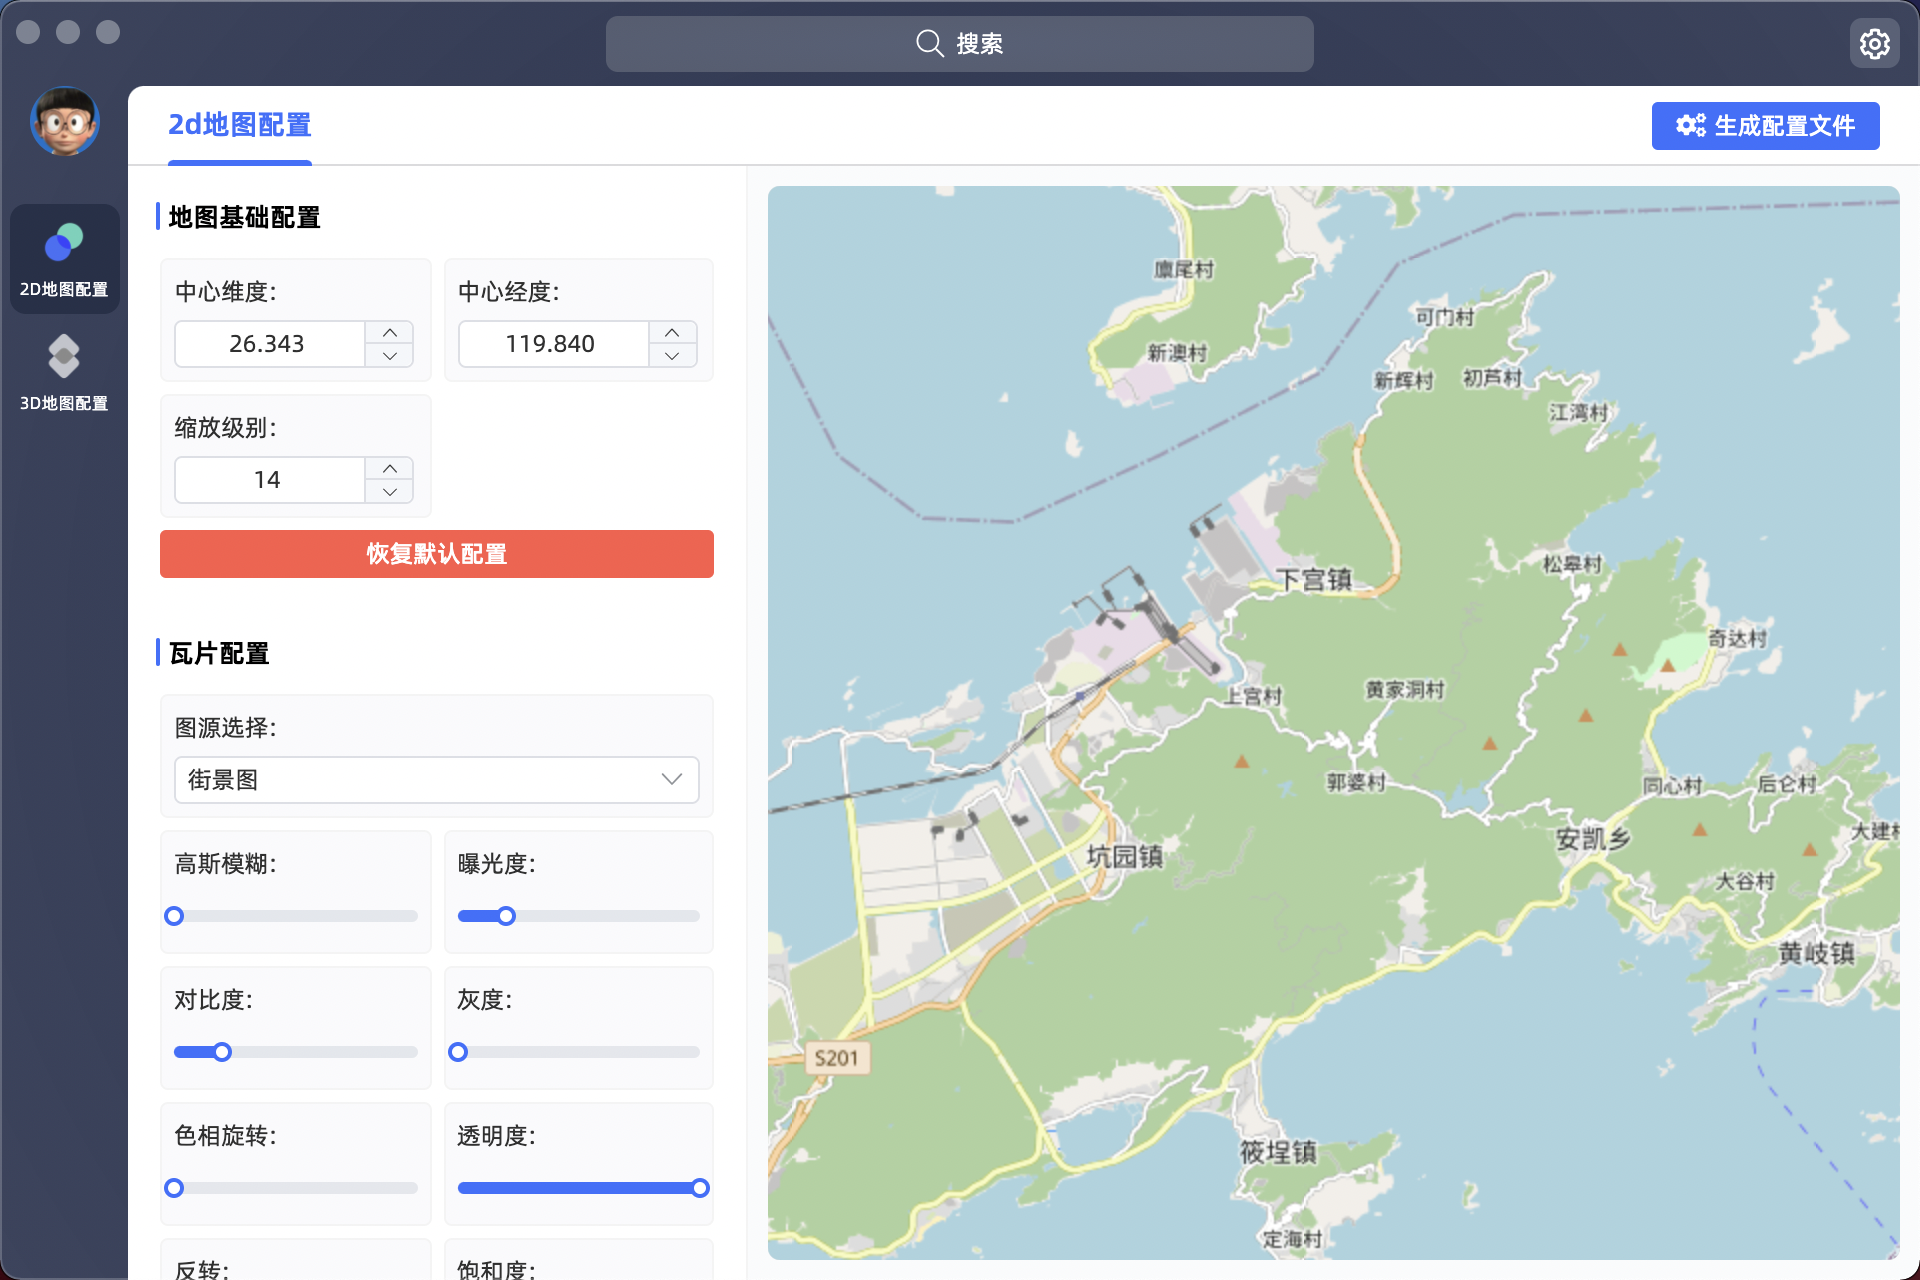 搜索
2d地图配置
生成配置文件
2D地图配置
3D地图配置
地图基础配置
中心维度:
中心经度:
26.343
119.840
缩放级别:
14
恢复默认配置
瓦片配置
图源选择:
街景图
高斯模糊:
曝光度:
对比度:
灰度:
色相旋转:
透明度:
反转:
饱和度:
廪尾村
可门村
新澳村
新辉村
初芦村
江湾村
松皋村
下宫镇
奇达村
上宫村
黄家洞村
郭婆村
同心村
后仑村
大建村
安凯乡
坑园镇
大谷村
黄岐镇
S201
筱埕镇
定海村